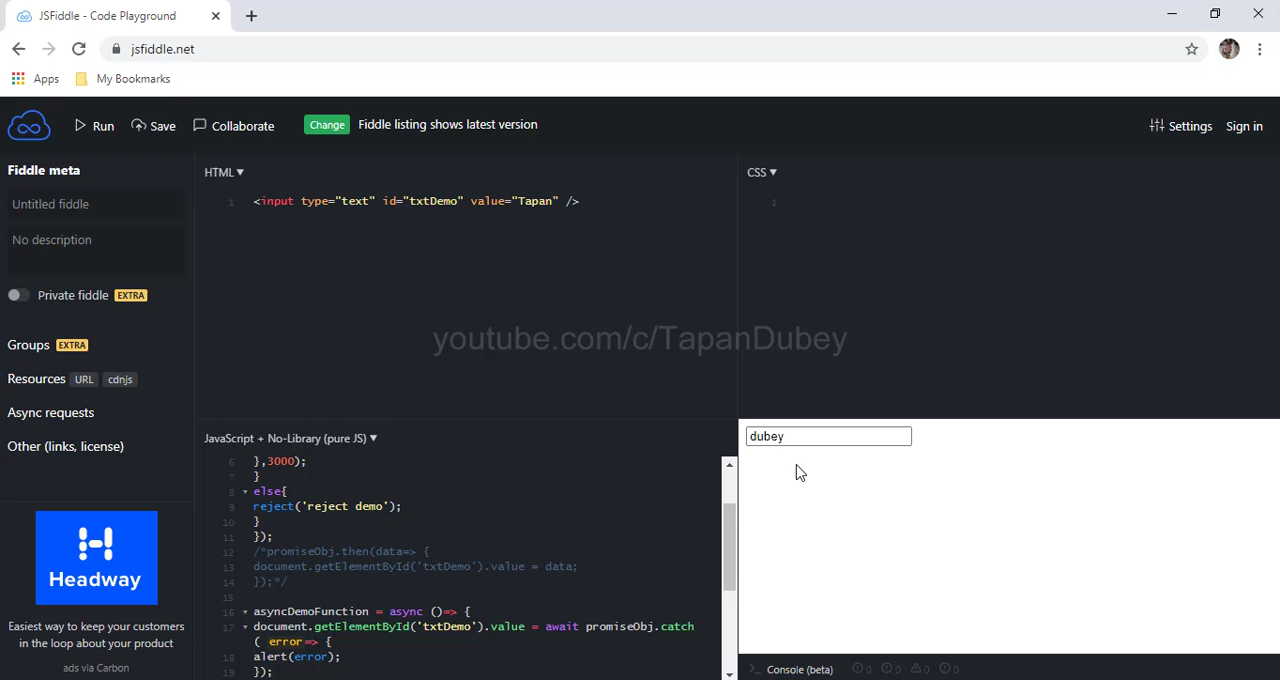 JSFiddle - Code Playground
jsfiddle.net
Apps My Bookmarks
Run Save Collaborate Change Fiddle listing shows latest version Settings Sign in
Fiddle meta
Untitled fiddle
No description
Private fiddle EXTRA
Groups EXTRA
Resources URL cdnjs
Async requests
Other (links, license)
Headway
Easiest way to keep your customers
in the loop about your product
ads via Carbon
HTML
1 <input type="text" id="txtDemo" value="Tapan" />
CSS
1
youtube.com/c/TapanDubey
JavaScript + No-Library (pure JS)
6 },3000);
7 }
8 else{
9 reject('reject demo');
10 }
11 });
12 /*promiseObj.then(data=> {
13 document.getElementById('txtDemo').value = data;
14 });*/
15
16 asyncDemoFunction = async ()=> {
17 document.getElementById('txtDemo').value = await promiseObj.catch
( error=> {
18 alert(error);
19 });
dubey
Console (beta) 0 0 0 0